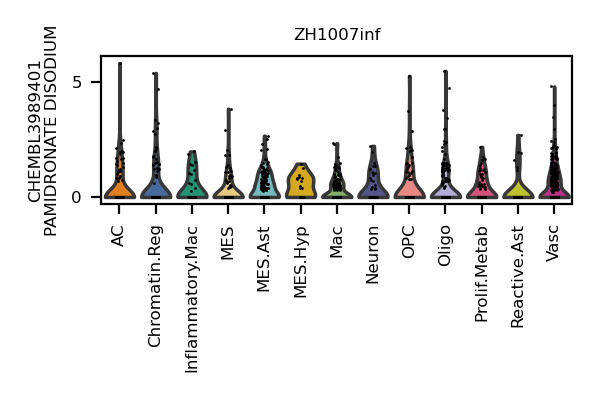 ZH1007inf
CHEMBL3989401
PAMIDRONATE DISODIUM
5
0
AC
Chromatin.Reg
Inflammatory.Mac
MES
MES.Ast
MES.Hyp
Mac
Neuron
OPC
Oligo
Prolif.Metab
Reactive.Ast
Vasc